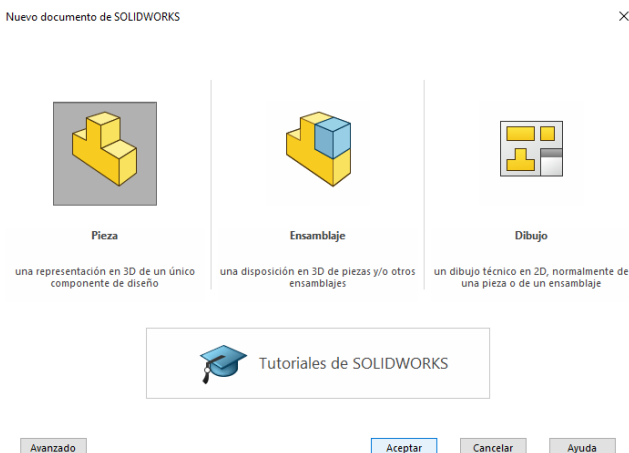 Nuevo documento de SOLIDWORKS
Pieza
una representación en 3D de un único
componente de diseño
Ensamblaje
una disposición en 3D de piezas y/o otros
ensamblajes
Dibujo
un dibujo técnico en 2D, normalmente de
una pieza o de un ensamblaje
Tutoriales de SOLIDWORKS
Avanzado
Aceptar
Cancelar
Ayuda